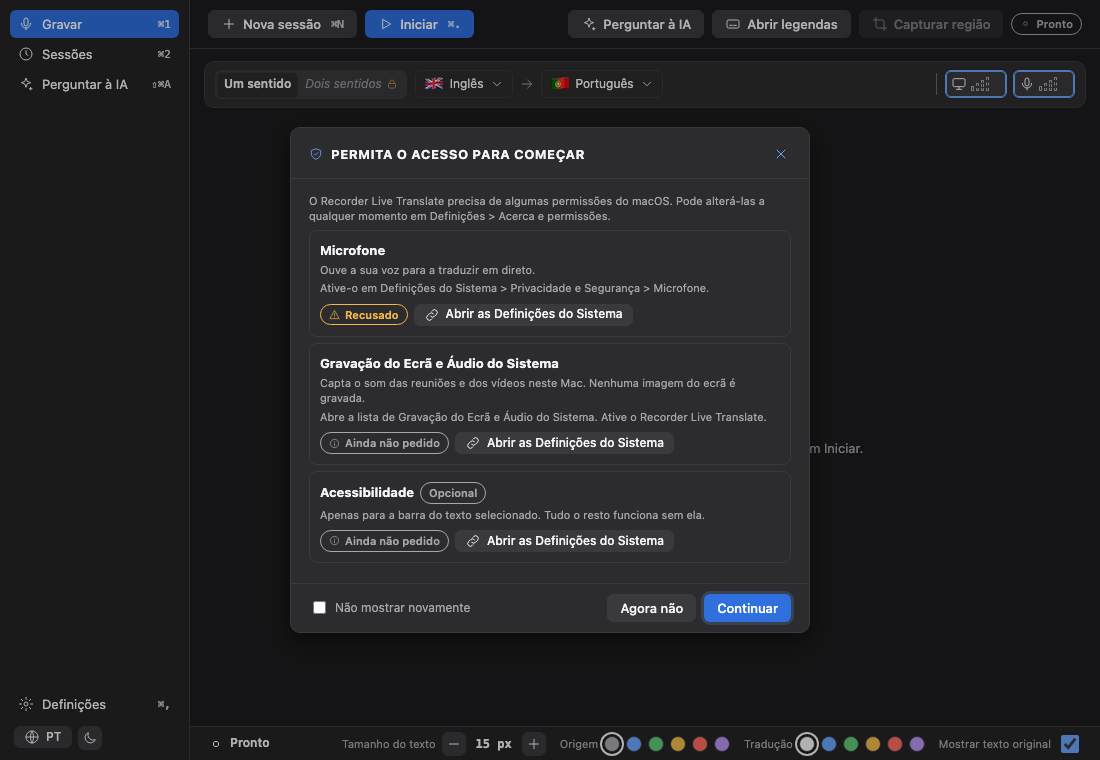 Gravar ⌘1
Sessões ⌘2
Perguntar à IA ⇧⌘A
Nova sessão ⌘N
Iniciar ⌘.
Perguntar à IA
Abrir legendas
Capturar região
Pronto
Um sentido
Dois sentidos
Inglês
Português
PERMITA O ACESSO PARA COMEÇAR
O Recorder Live Translate precisa de algumas permissões do macOS. Pode alterá-las a
qualquer momento em Definições > Acerca e permissões.
Microfone
Ouve a sua voz para a traduzir em direto.
Ative-o em Definições do Sistema > Privacidade e Segurança > Microfone.
Recusado
Abrir as Definições do Sistema
Gravação do Ecrã e Áudio do Sistema
Capta o som das reuniões e dos vídeos neste Mac. Nenhuma imagem do ecrã é
gravada.
Abre a lista de Gravação do Ecrã e Áudio do Sistema. Ative o Recorder Live Translate.
Ainda não pedido
Abrir as Definições do Sistema
m Iniciar.
Acessibilidade Opcional
Apenas para a barra do texto selecionado. Tudo o resto funciona sem ela.
Ainda não pedido
Abrir as Definições do Sistema
Não mostrar novamente
Agora não
Continuar
Definições ⌘,
PT
Pronto
Tamanho do texto
15 px
Origem
Tradução
Mostrar texto original